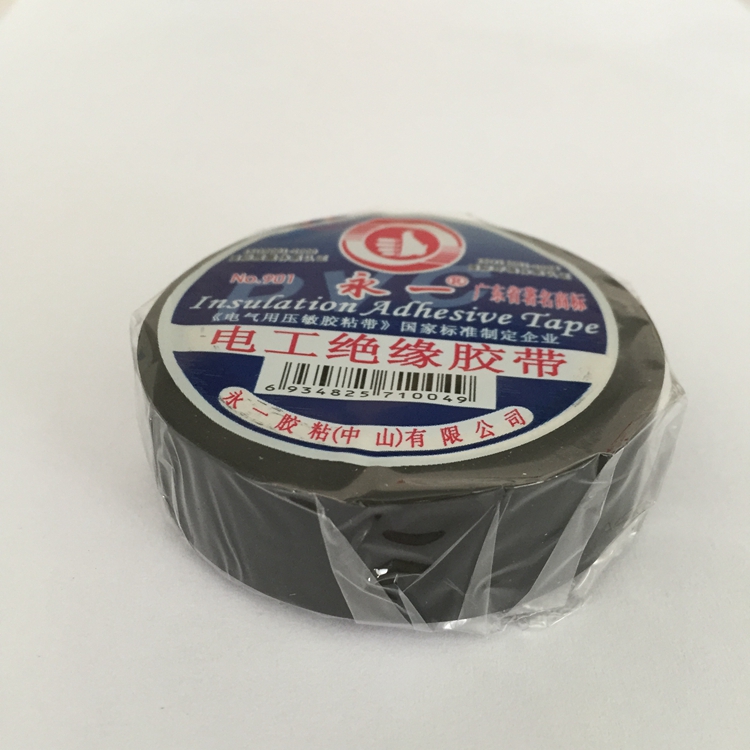 No.901
永一®
广东省著名商标
PVC
Insulation Adhesive Tape
《电气用压敏胶粘带》国家标准制定企业
电工绝缘胶带
6 934825 710049
永一胶粘(中山)有限公司